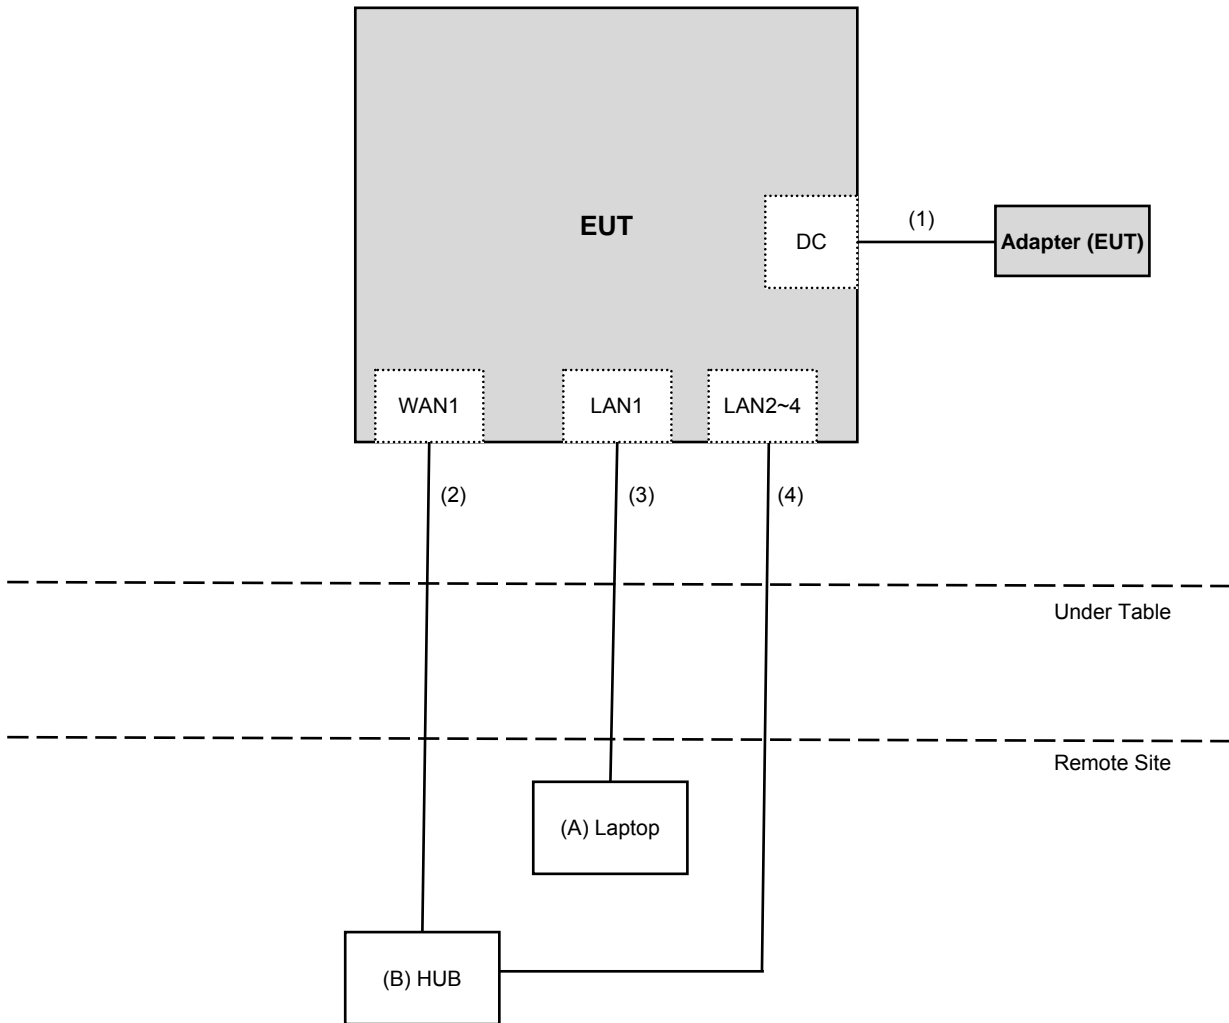 EUT
DC
(1)
Adapter (EUT)
WAN1
LAN1
LAN2~4
(2)
(3)
(4)
Under Table
Remote Site
(A) Laptop
(B) HUB